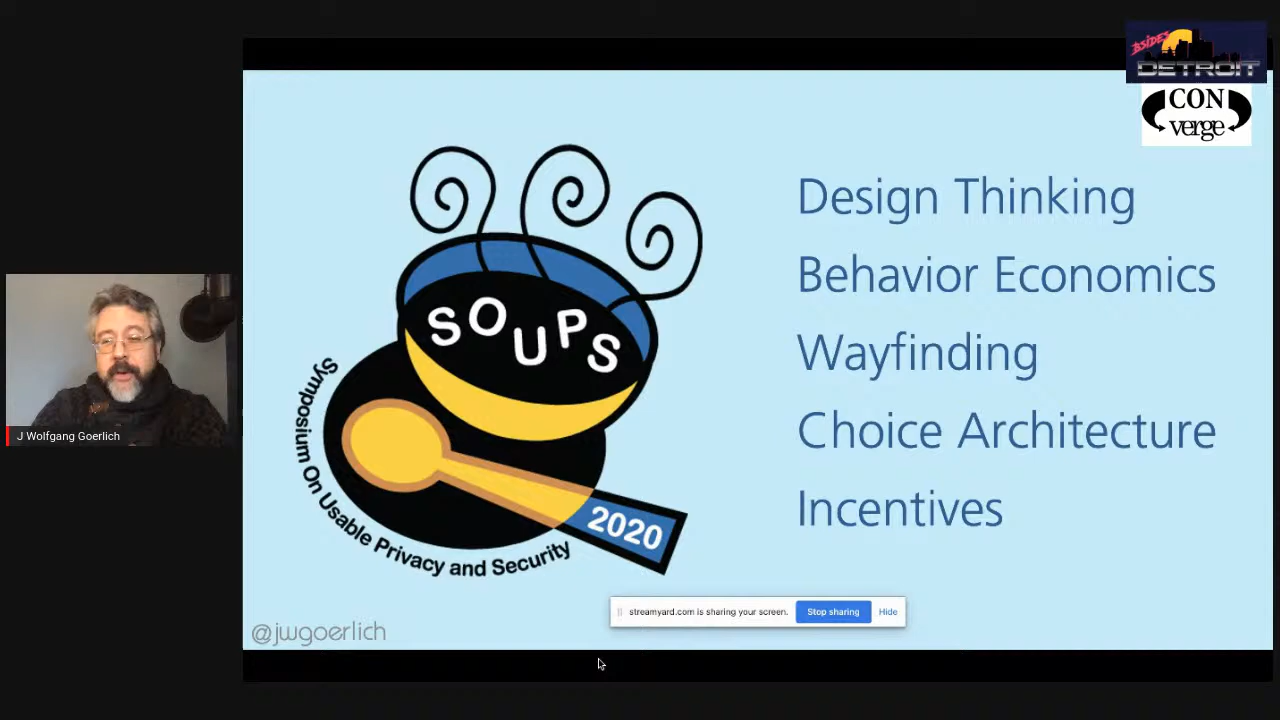 BSIDES
DETROIT
CON
verge
Design Thinking
Behavior Economics
Wayfinding
Choice Architecture
Incentives
SOUPS
Symposium On Usable Privacy and Security
2020
J Wolfgang Goerlich
streamyard.com is sharing your screen.
Stop sharing
Hide
@jwgoerlich